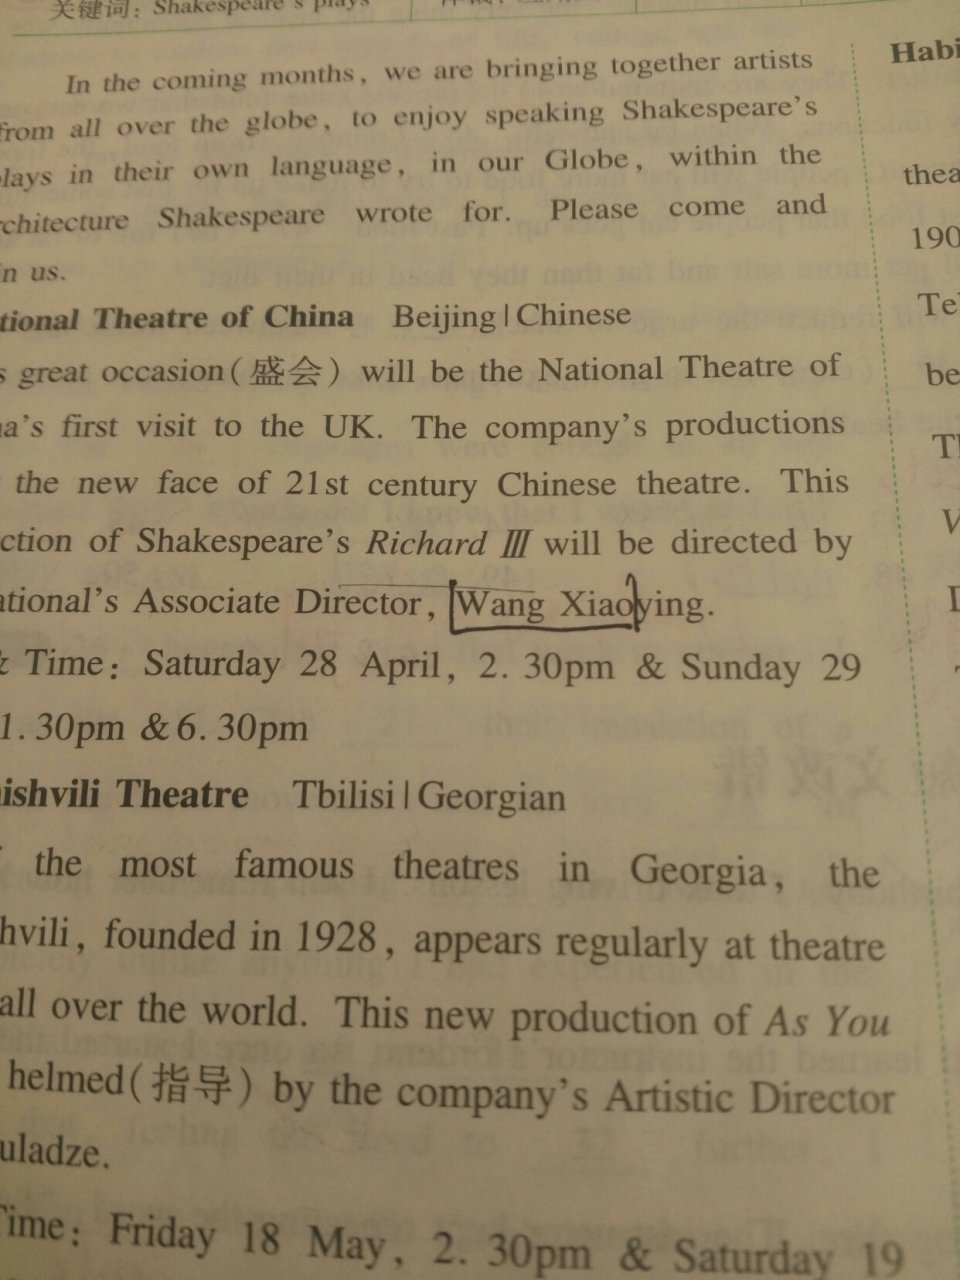 关键词: Shakespeare's plays
In the coming months, we are bringing together artists
from all over the globe, to enjoy speaking Shakespeare's
lays in their own language, in our Globe, within the
rchitecture Shakespeare wrote for. Please come and
in us.
tional Theatre of China Beijing|Chinese
s great occasion(盛会) will be the National Theatre of
na's first visit to the UK. The company's productions
the new face of 21st century Chinese theatre. This
ction of Shakespeare's Richard III will be directed by
ational's Associate Director, Wang Xiaoying.
& Time: Saturday 28 April, 2. 30pm & Sunday 29
1. 30pm &6. 30pm
ishvili Theatre Tbilisi|Georgian
the most famous theatres in Georgia, the
hvili, founded in 1928, appears regularly at theatre
all over the world. This new production of As You
helmed(指导) by the company's Artistic Director
uladze.
Time: Friday 18 May, 2. 30pm & Saturday 19
Habi
thea
190
Te
be
Th
V